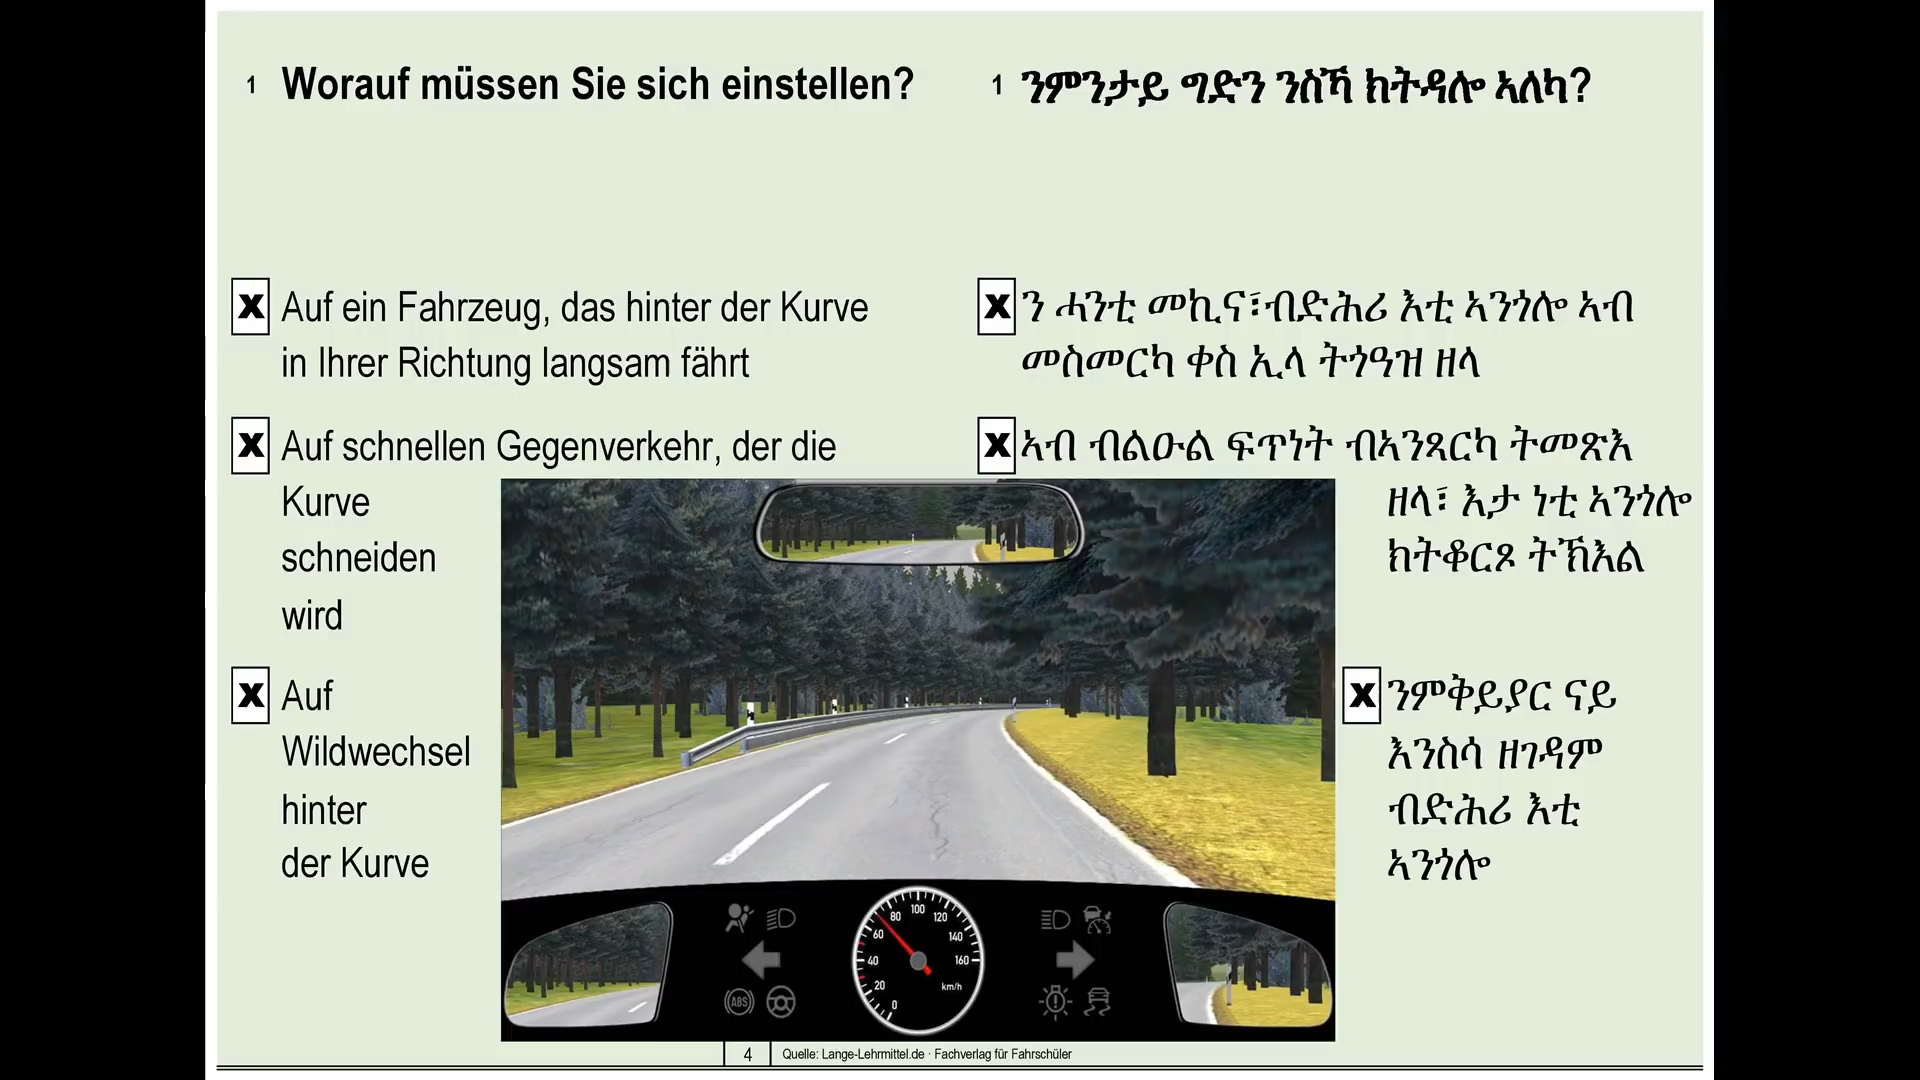 1 Worauf müssen Sie sich einstellen?
1 ንምንታይ ግድን ንስኻ ክትዳሎ ኣለካ?
X Auf ein Fahrzeug, das hinter der Kurve
in Ihrer Richtung langsam fährt
X Auf schnellen Gegenverkehr, der die
Kurve
schneiden
wird
X Auf
Wildwechsel
hinter
der Kurve
X ን ሓንቲ መኪና፣ብድሕሪ እቲ ኣንጎሎ ኣብ
መስመርካ ቀስ ኢላ ትጎዓዝ ዘላ
X ኣብ ብልዑል ፍጥነት ብኣንጻርካ ትመጽእ
ዘላ፣ እታ ነቲ ኣንጎሎ
ክትቆርጾ ትኽእል
X ንምቅይያር ናይ
እንስሳ ዘገዳም
ብድሕሪ እቲ
ኣንጎሎ
0 20 40 60 80 100 120 140 160
km/h
ABS
4 Quelle: Lange-Lehrmittel.de · Fachverlag für Fahrschüler